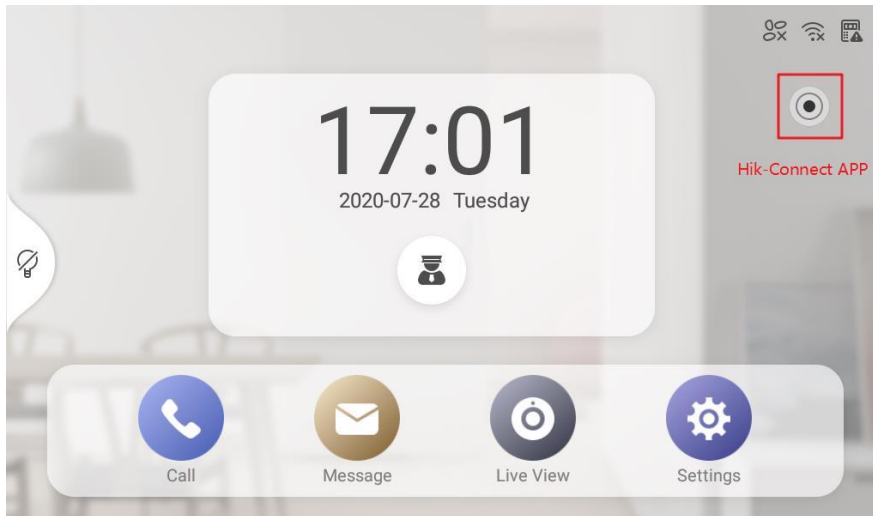 17:01
2020-07-28 Tuesday
Hik-Connect APP
Call
Message
Live View
Settings